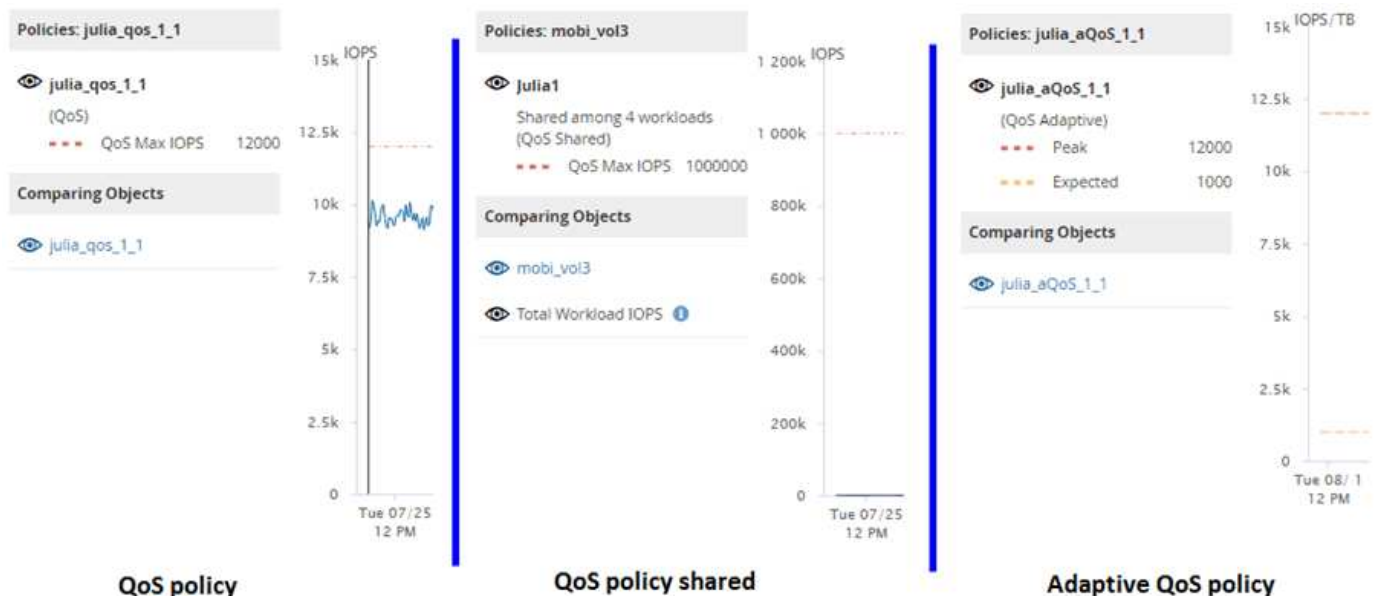 Policies: julia_qos_1_1
julia_qos_1_1
(QoS)
QoS Max IOPS 12000
Comparing Objects
julia_qos_1_1
IOPS
15k
12.5k
10k
7.5k
5k
2.5k
0
Tue 07/25
12 PM
QoS policy
Policies: mobi_vol3
Julia1
Shared among 4 workloads
(QoS Shared)
QoS Max IOPS 1000000
Comparing Objects
mobi_vol3
Total Workload IOPS
IOPS
1 200k
1 000k
800k
600k
400k
200k
0
Tue 07/25
12 PM
QoS policy shared
Policies: julia_aQoS_1_1
julia_aQoS_1_1
(QoS Adaptive)
Peak 12000
Expected 1000
Comparing Objects
julia_aQoS_1_1
IOPS/TB
15k
12.5k
10k
7.5k
5k
2.5k
0
Tue 08/ 1
12 PM
Adaptive QoS policy